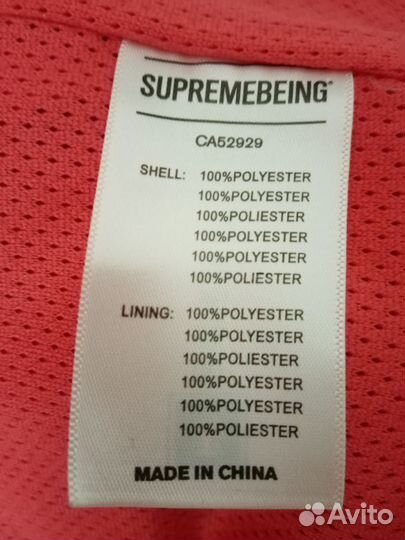 SUPREMEBEING®
CA52929
SHELL: 100%POLYESTER
100%POLYESTER
100%POLIESTER
100%POLYESTER
100%POLYESTER
100%POLIESTER
LINING: 100%POLYESTER
100%POLYESTER
100%POLIESTER
100%POLYESTER
100%POLYESTER
100%POLIESTER
MADE IN CHINA
Avito